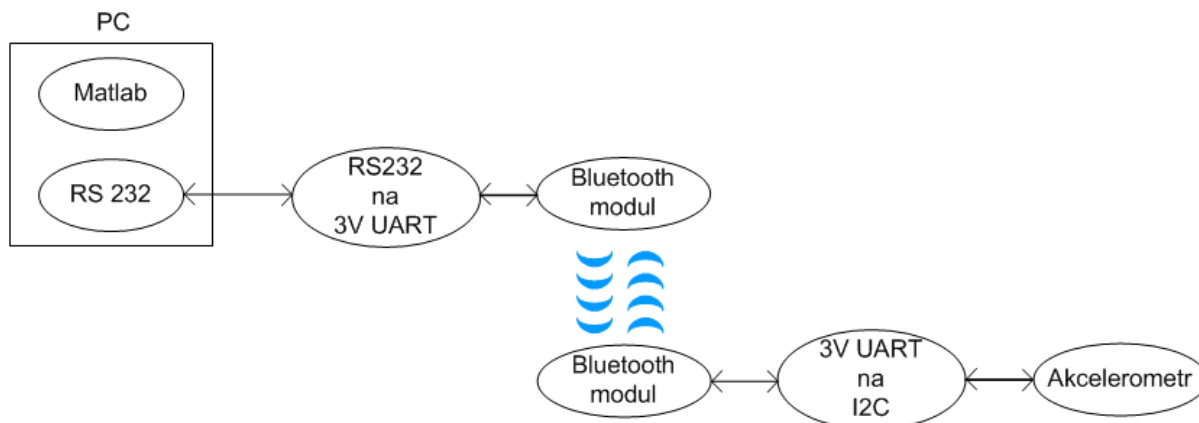 PC
Matlab
RS 232
RS232
na
3V UART
Bluetooth
modul
Bluetooth
modul
3V UART
na
I2C
Akcelerometr